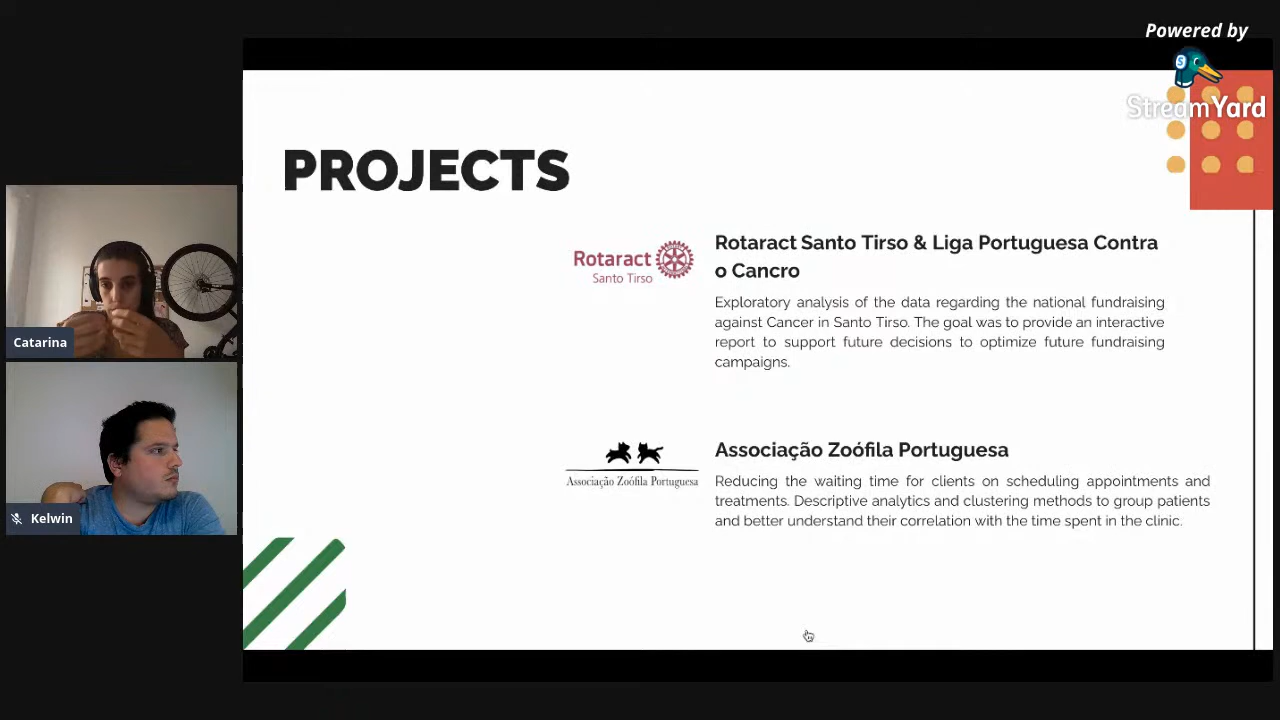 Powered by
StreamYard
PROJECTS
Rotaract
Santo Tirso
Rotaract Santo Tirso & Liga Portuguesa Contra
o Cancro
Exploratory analysis of the data regarding the national fundraising
against Cancer in Santo Tirso. The goal was to provide an interactive
report to support future decisions to optimize future fundraising
campaigns.
Associação Zoófila Portuguesa
Associação Zoófila Portuguesa
Reducing the waiting time for clients on scheduling appointments and
treatments. Descriptive analytics and clustering methods to group patients
and better understand their correlation with the time spent in the clinic.
Catarina
Kelwin